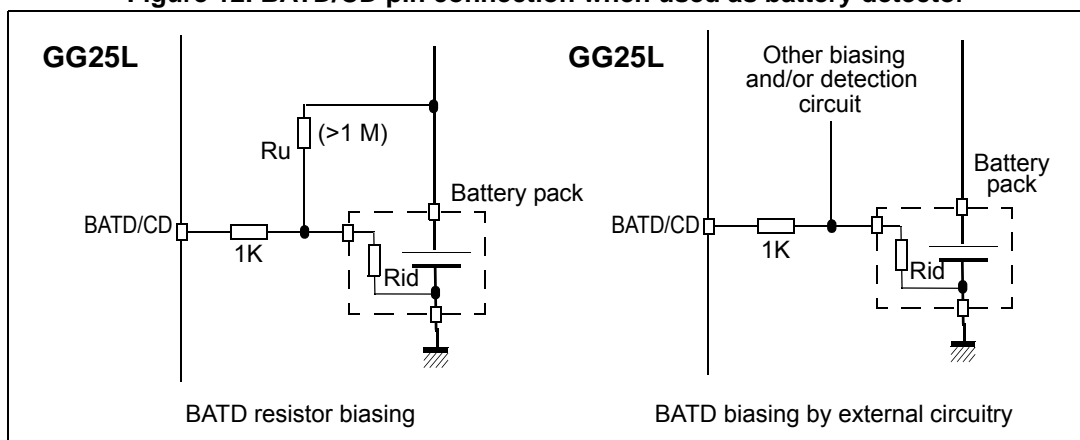 Figure 12. BATD/CD pin connection when used as battery detector
GG25L
Ru
(>1 M)
Battery pack
BATD/CD
1K
Rid
BATD resistor biasing
GG25L
Other biasing
and/or detection
circuit
Battery
pack
BATD/CD
1K
Rid
BATD biasing by external circuitry